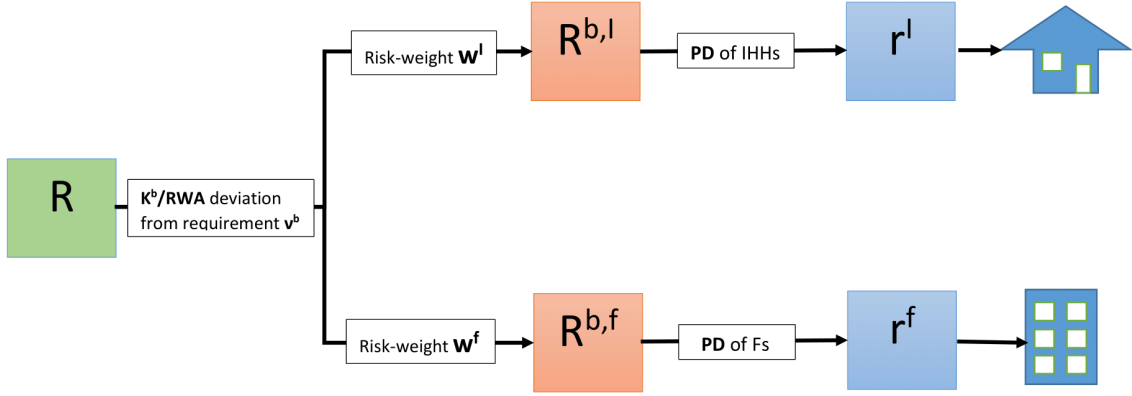 R
K^b/RWA deviation
from requirement v^b
Risk-weight W^I
R^b,I
PD of IHHs
r^I
Risk-weight W^f
R^b,f
PD of Fs
r^f